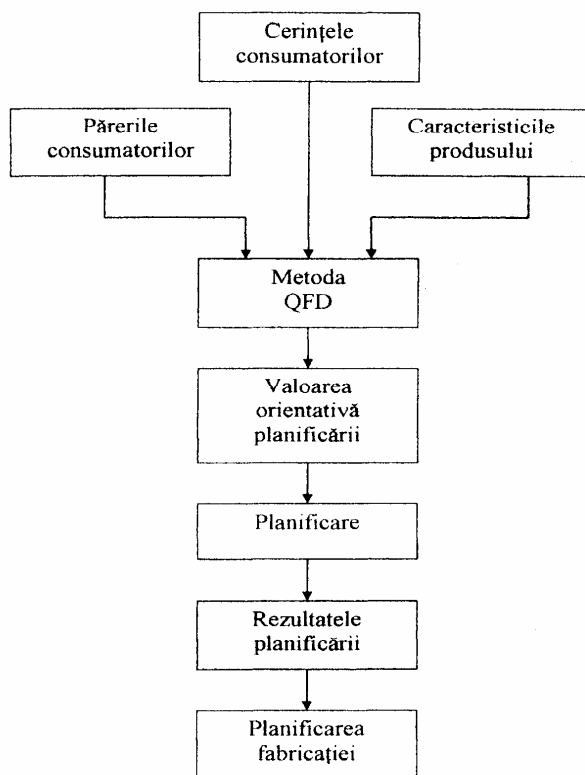 Cerințele
consumatorilor
Părerile
consumatorilor
Caracteristicile
produsului
Metoda
QFD
Valoarea
orientativă
planificării
Planificare
Rezultatele
planificării
Planificarea
fabricației